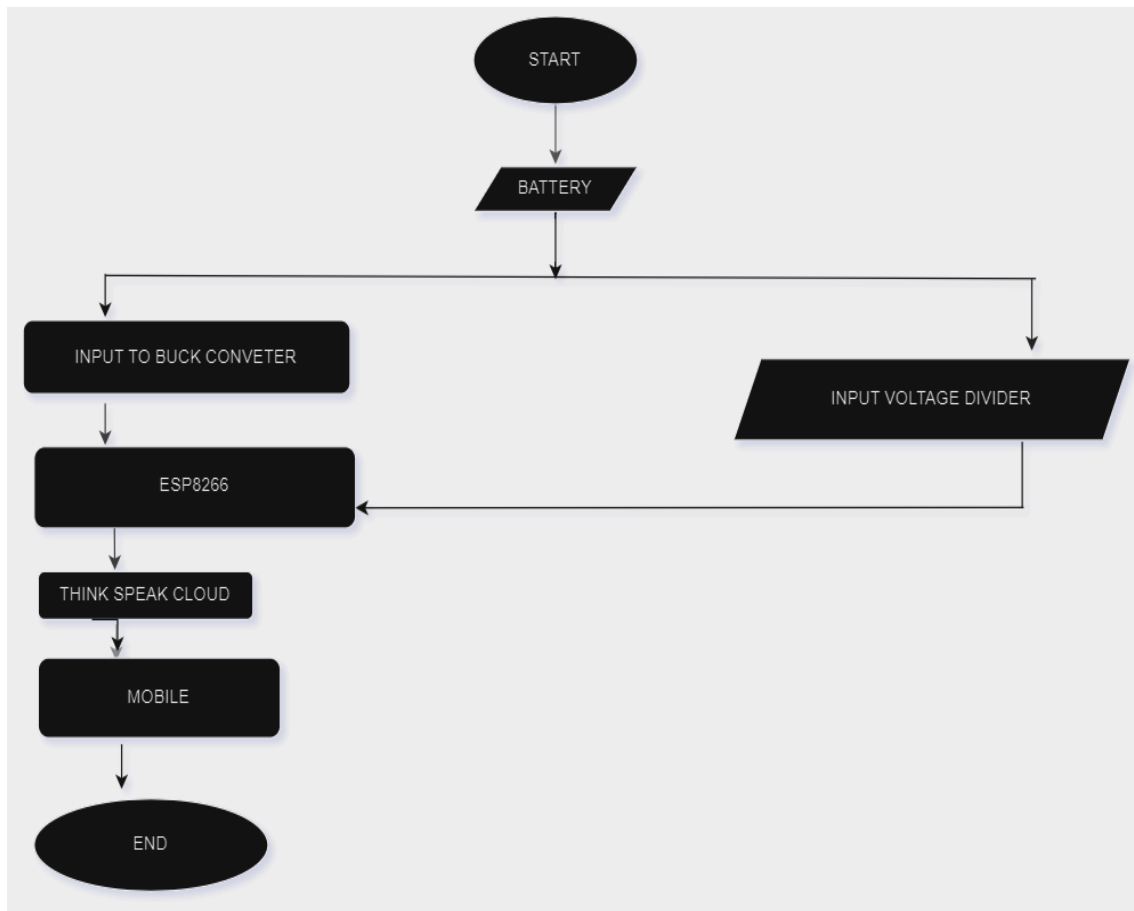 START
BATTERY
INPUT TO BUCK CONVETER
INPUT VOLTAGE DIVIDER
ESP8266
THINK SPEAK CLOUD
MOBILE
END